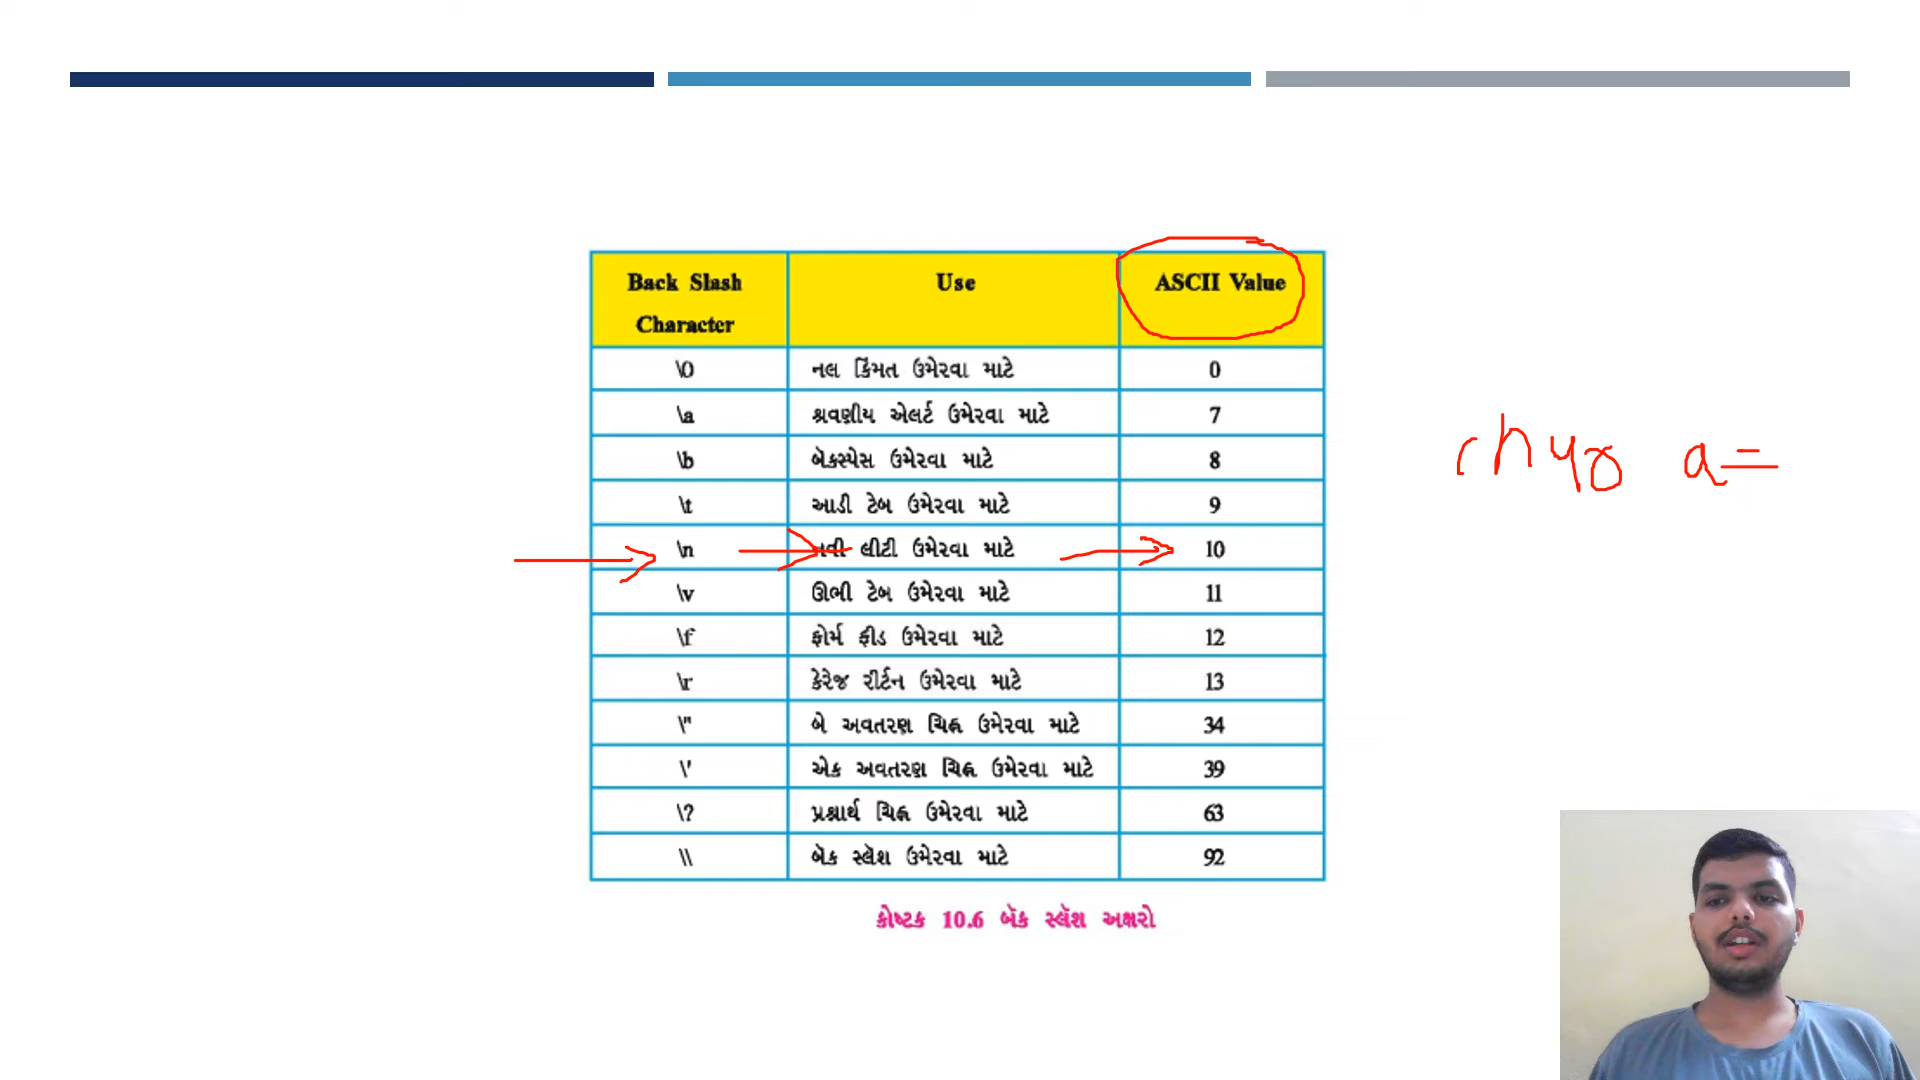 Back Slash Character Use ASCII Value
\0 નલ કિંમત ઉમેરવા માટે 0
\a શ્રવણીય એલર્ટ ઉમેરવા માટે 7
\b બૅકસ્પેસ ઉમેરવા માટે 8
\t આડી ટેબ ઉમેરવા માટે 9
\n નવી લીટી ઉમેરવા માટે 10
\v ઊભી ટેબ ઉમેરવા માટે 11
\f ફોર્મ ફીડ ઉમેરવા માટે 12
\r કેરેજ રીર્ટન ઉમેરવા માટે 13
\" બે અવતરણ ચિહ્ન ઉમેરવા માટે 34
\' એક અવતરણ ચિહ્ન ઉમેરવા માટે 39
\? પ્રશ્નાર્થ ચિહ્ન ઉમેરવા માટે 63
\\ બૅક સ્લૅશ ઉમેરવા માટે 92
કોષ્ટક 10.6 બૅક સ્લૅશ અક્ષરો
a=